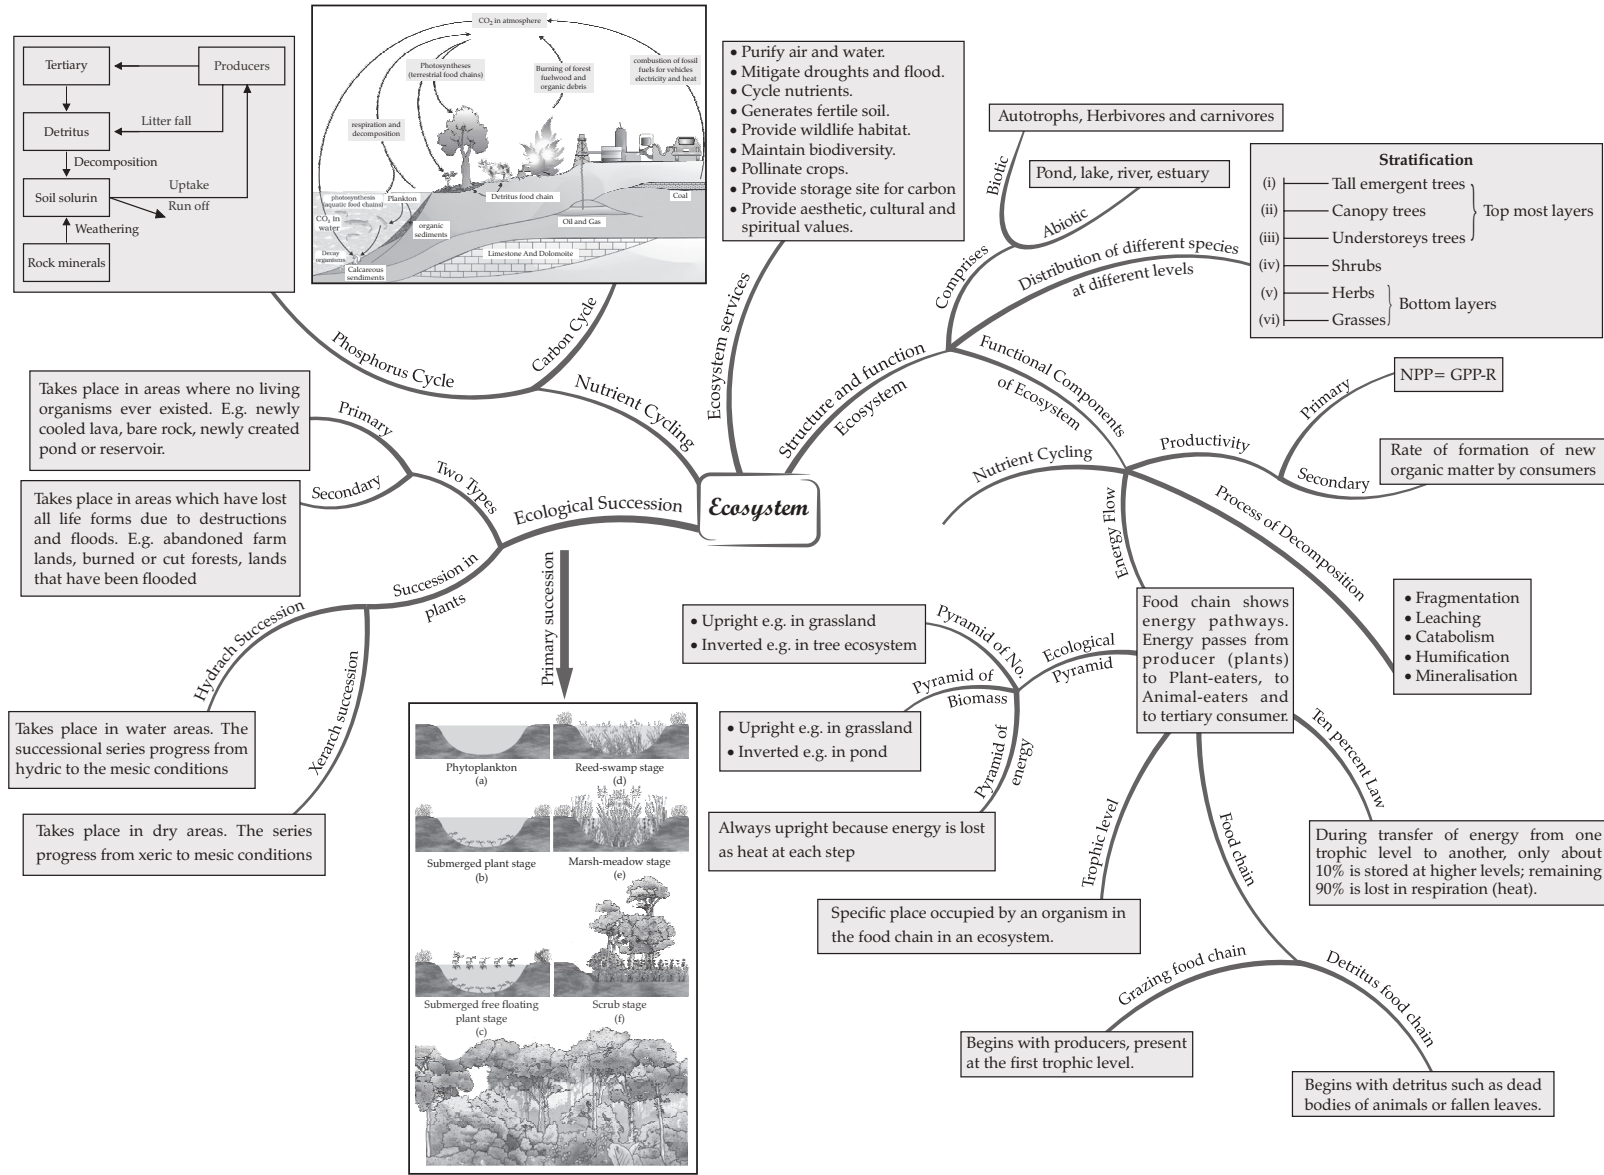 Tertiary
Producers
Detritus
Litter fall
Decomposition
Soil solurin
Uptake
Run off
Weathering
Rock minerals
Phosphorus Cycle
CO₂ in atmosphere
Photosyntheses
(terrestrial food chains)
Burning of forest
fuelwood and
organic debris
combustion of fossil
fuels for vehicles
electricity and heat
respiration and
decomposition
photosynthesis
(aquatic food chains)
Plankton
CO₂ in
water
organic
sediments
Detritus food chain
Oil and Gas
Coal
Decay
organisms
Calcareous
sendiments
Limestone And Dolomoite
Carbon Cycle
Nutrient Cycling
• Purify air and water.
• Mitigate droughts and flood.
• Cycle nutrients.
• Generates fertile soil.
• Provide wildlife habitat.
• Maintain biodiversity.
• Pollinate crops.
• Provide storage site for carbon
• Provide aesthetic, cultural and
spiritual values.
Ecosystem services
Autotrophs, Herbivores and carnivores
Biotic
Pond, lake, river, estuary
Abiotic
Comprises
Distribution of different species
at different levels
Stratification
(i) Tall emergent trees
(ii) Canopy trees
(iii) Understoreys trees
Top most layers
(iv) Shrubs
(v) Herbs
(vi) Grasses
Bottom layers
Structure and function
Ecosystem
Functional Components
of Ecosystem
Nutrient Cycling
Productivity
Primary
NPP= GPP-R
Secondary
Rate of formation of new
organic matter by consumers
Process of Decomposition
• Fragmentation
• Leaching
• Catabolism
• Humification
• Mineralisation
Energy Flow
Food chain shows
energy pathways.
Energy passes from
producer (plants)
to Plant-eaters, to
Animal-eaters and
to tertiary consumer.
Ecosystem
Ecological Succession
Two Types
Primary
Takes place in areas where no living
organisms ever existed. E.g. newly
cooled lava, bare rock, newly created
pond or reservoir.
Secondary
Takes place in areas which have lost
all life forms due to destructions
and floods. E.g. abandoned farm
lands, burned or cut forests, lands
that have been flooded
Succession in
plants
Hydrach Succession
Takes place in water areas. The
successional series progress from
hydric to the mesic conditions
Xerarch succession
Takes place in dry areas. The series
progress from xeric to mesic conditions
Primary succession
Phytoplankton
(a)
Reed-swamp stage
(d)
Submerged plant stage
(b)
Marsh-meadow stage
(e)
Submerged free floating
plant stage
(c)
Scrub stage
(f)
Ecological
Pyramid
Pyramid of No.
• Upright e.g. in grassland
• Inverted e.g. in tree ecosystem
Pyramid of
Biomass
• Upright e.g. in grassland
• Inverted e.g. in pond
Pyramid of
energy
Always upright because energy is lost
as heat at each step
Trophic level
Specific place occupied by an organism in
the food chain in an ecosystem.
Ten percent Law
During transfer of energy from one
trophic level to another, only about
10% is stored at higher levels; remaining
90% is lost in respiration (heat).
Food chain
Grazing food chain
Begins with producers, present
at the first trophic level.
Detritus food chain
Begins with detritus such as dead
bodies of animals or fallen leaves.